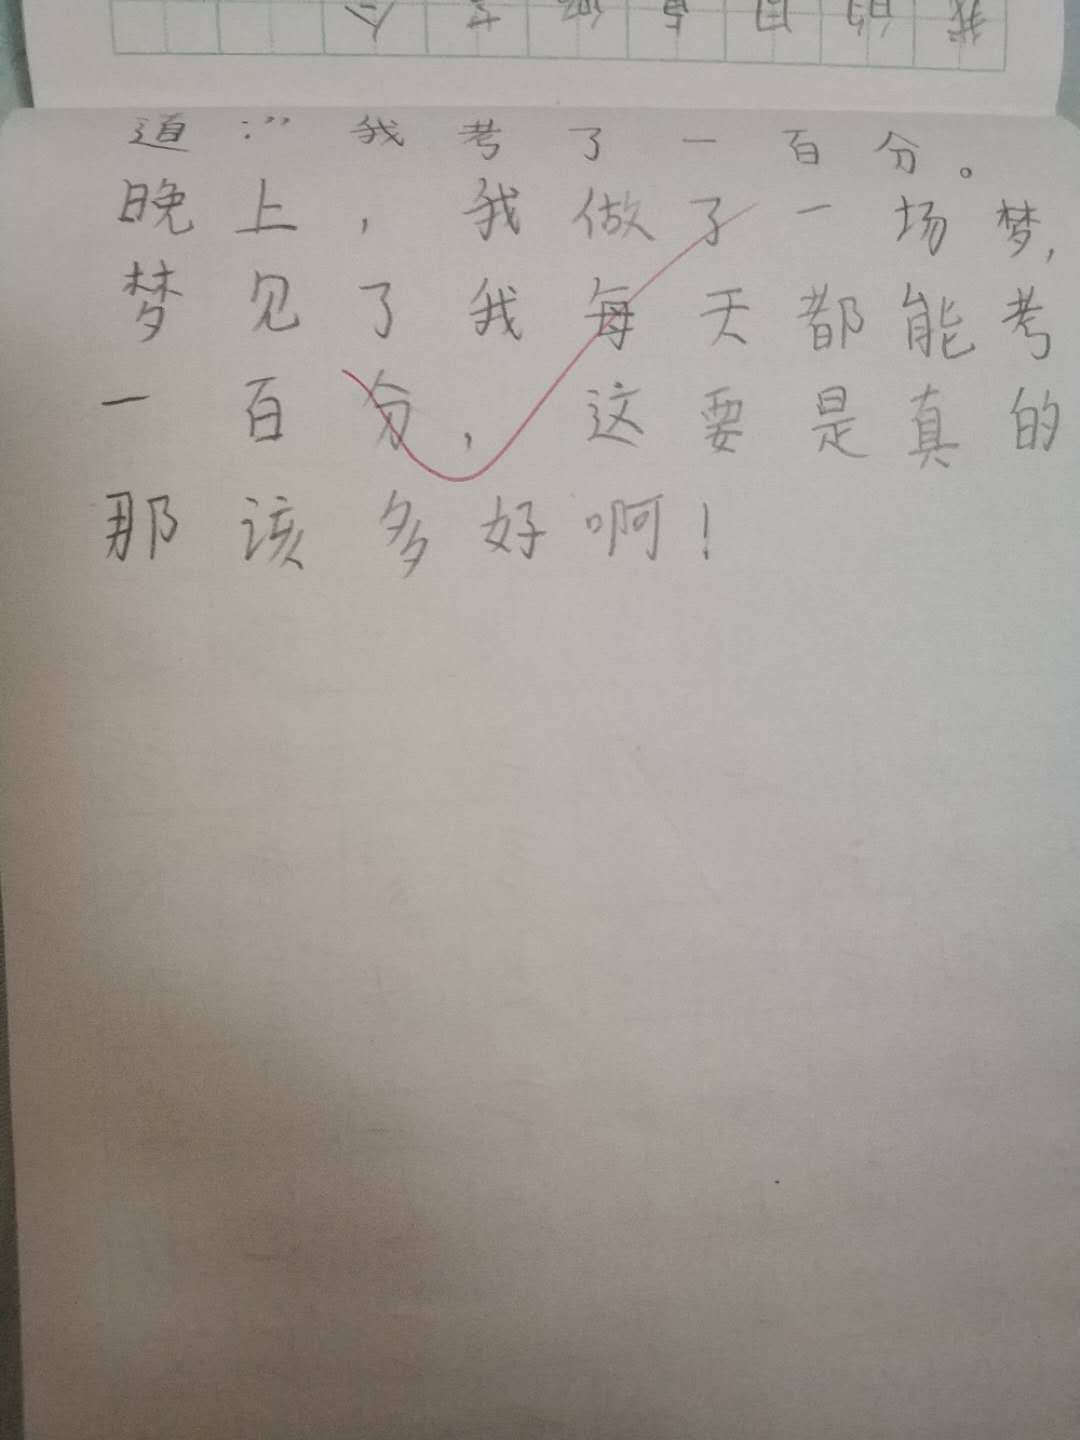 道:”我考了一百分。
晚上，我做了一场梦，
梦见了我每天都能考
一百分，这要是真的
那该多好啊！